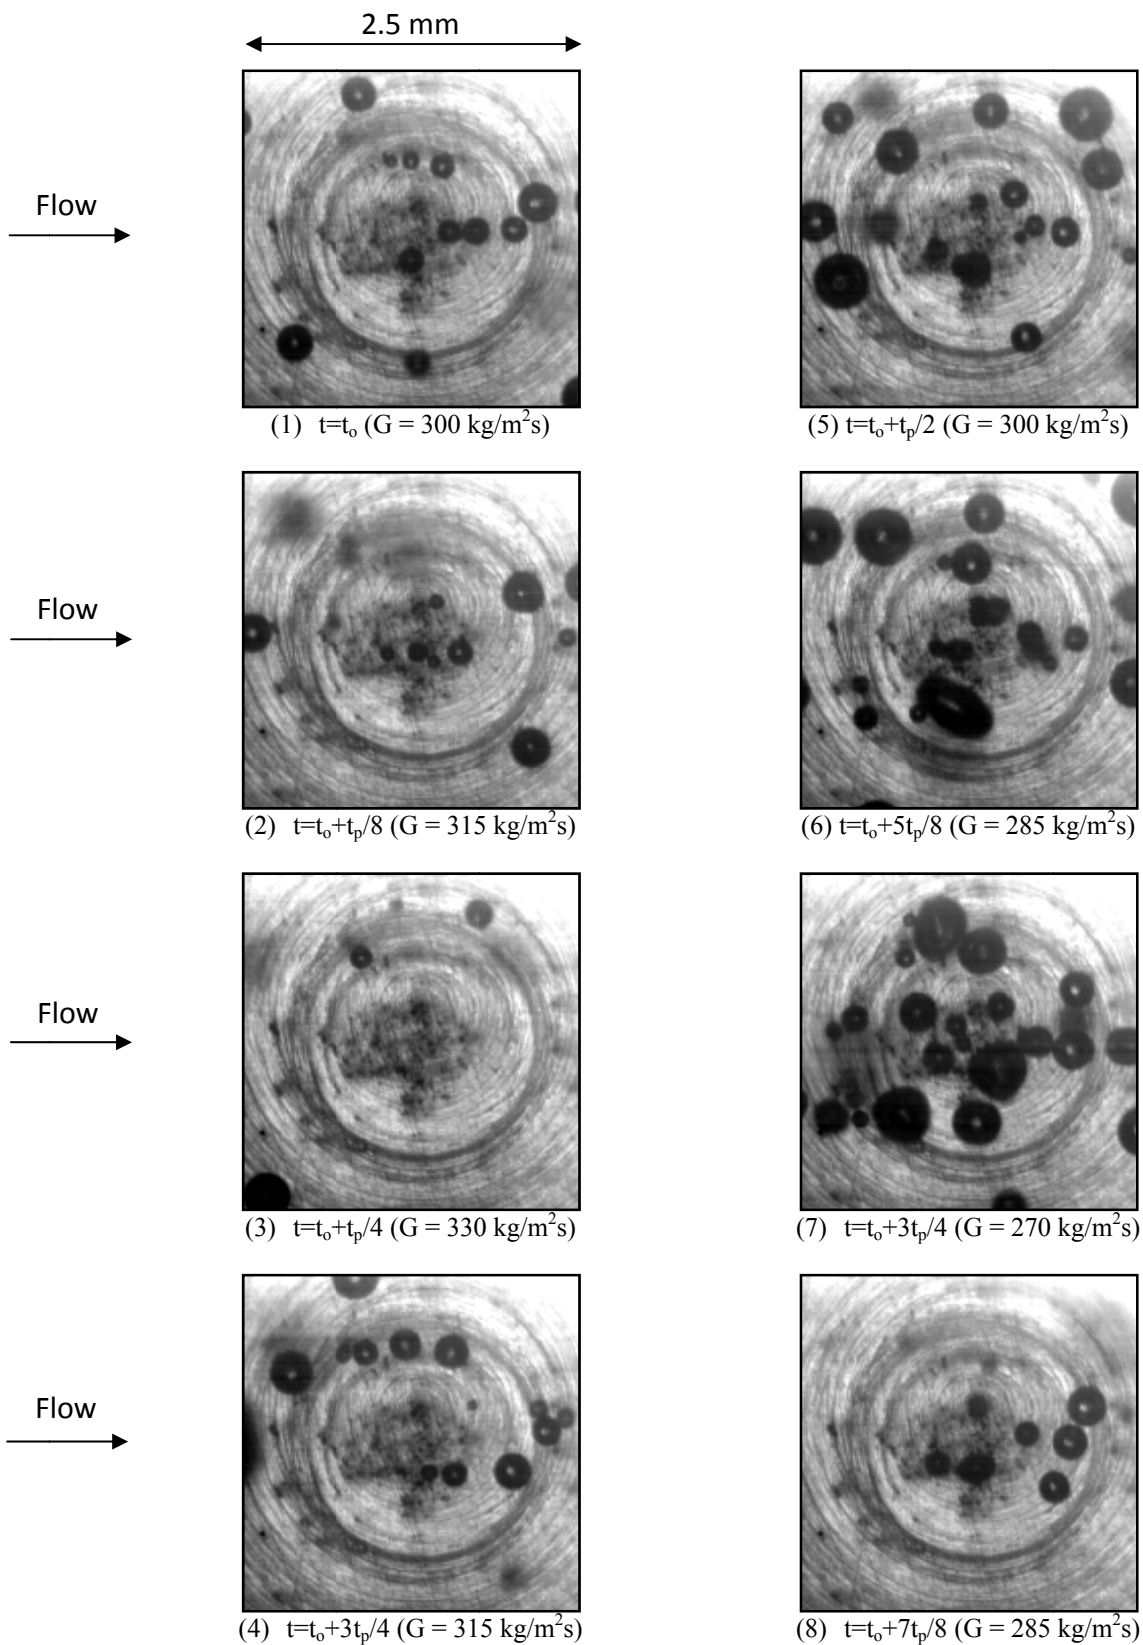 2.5 mm
Flow
(1) t=tₒ (G = 300 kg/m²s)
(5) t=tₒ+tₚ/2 (G = 300 kg/m²s)
Flow
(2) t=tₒ+tₚ/8 (G = 315 kg/m²s)
(6) t=tₒ+5tₚ/8 (G = 285 kg/m²s)
Flow
(3) t=tₒ+tₚ/4 (G = 330 kg/m²s)
(7) t=tₒ+3tₚ/4 (G = 270 kg/m²s)
Flow
(4) t=tₒ+3tₚ/4 (G = 315 kg/m²s)
(8) t=tₒ+7tₚ/8 (G = 285 kg/m²s)